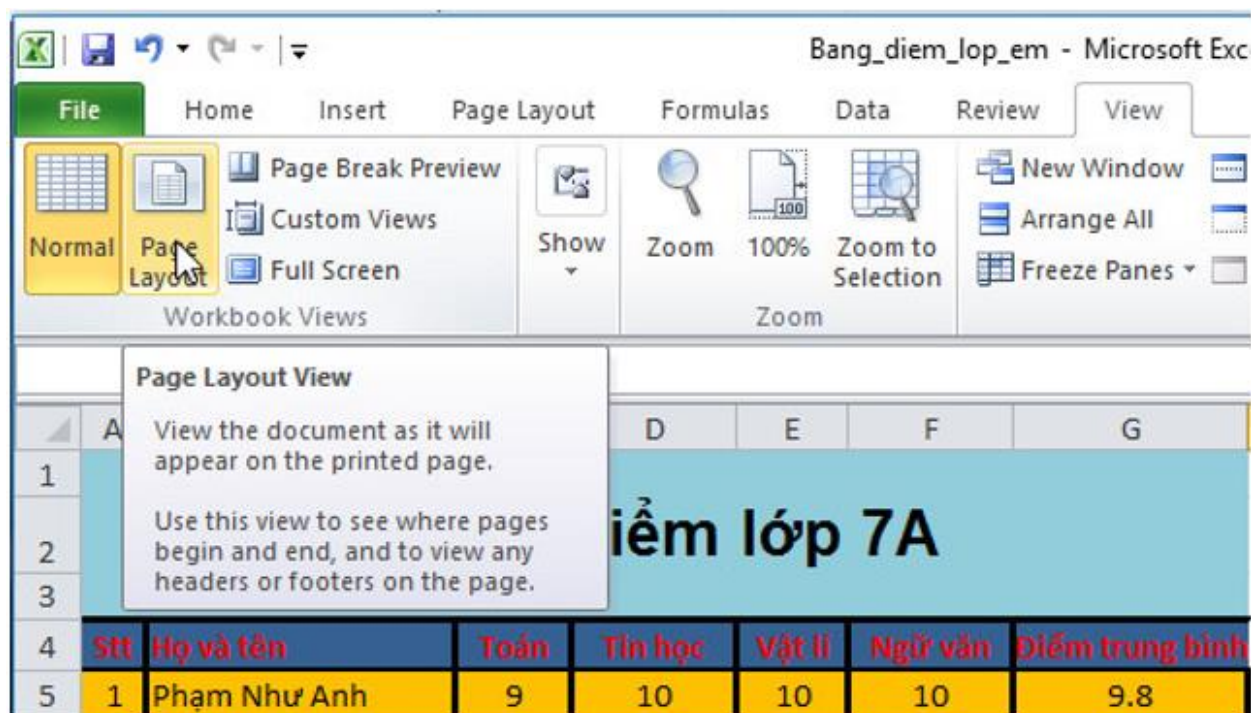 Bang_diem_lop_em - Microsoft Exc
File Home Insert Page Layout Formulas Data Review View
Normal
Page Layout
Page Break Preview
Custom Views
Full Screen
Workbook Views
Show
Zoom
100%
100
Zoom to
Selection
Zoom
New Window
Arrange All
Freeze Panes
Page Layout View
View the document as it will
appear on the printed page.
Use this view to see where pages
begin and end, and to view any
headers or footers on the page.
A D E F G
1
2
3
iểm lớp 7A
4 Stt Họ và tên Toán Tin học Vật lí Ngữ văn Điểm trung bình
5 1 Phạm Như Anh 9 10 10 10 9.8